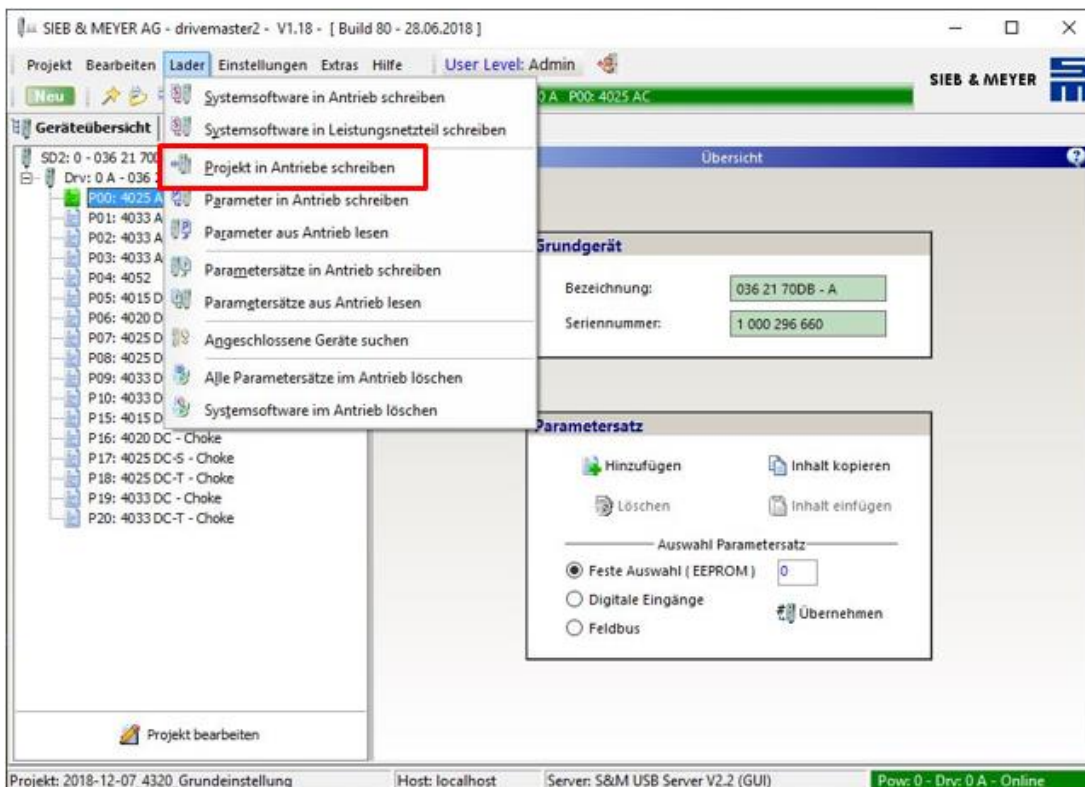 SIEB & MEYER AG - drivemaster2 - V1.18 - [ Build 80 - 28.06.2018 ]
Projekt Bearbeiten Lader Einstellungen Extras Hilfe User Level: Admin
SIEB & MEYER
Neu
0 A P00: 4025 AC
Geräteübersicht
Systemsoftware in Antrieb schreiben
Systemsoftware in Leistungsnetzteil schreiben
Projekt in Antriebe schreiben
Parameter in Antrieb schreiben
Parameter aus Antrieb lesen
Parametersätze in Antrieb schreiben
Parametersätze aus Antrieb lesen
Angeschlossene Geräte suchen
Alle Parametersätze im Antrieb löschen
Systemsoftware im Antrieb löschen
SD2: 0 - 036 21 70
Drv: 0 A - 036
P00: 4025 A
P01: 4033 A
P02: 4033 A
P03: 4033 A
P04: 4052
P05: 4015 D
P06: 4020 D
P07: 4025 D
P08: 4025 D
P09: 4033 D
P10: 4033 D
P15: 4015 D
P16: 4020 DC - Choke
P17: 4025 DC-S - Choke
P18: 4025 DC-T - Choke
P19: 4033 DC - Choke
P20: 4033 DC-T - Choke
Projekt bearbeiten
Übersicht
Grundgerät
Bezeichnung: 036 21 70DB - A
Seriennummer: 1 000 296 660
Parametersatz
Hinzufügen Inhalt kopieren
Löschen Inhalt einfügen
Auswahl Parametersatz
Feste Auswahl ( EEPROM ) 0
Digitale Eingänge
Übernehmen
Feldbus
Projekt: 2018-12-07_4320_Grundeinstellung Host: localhost Server: S&M USB Server V2.2 (GUI) Pow: 0 - Drv: 0 A - Online